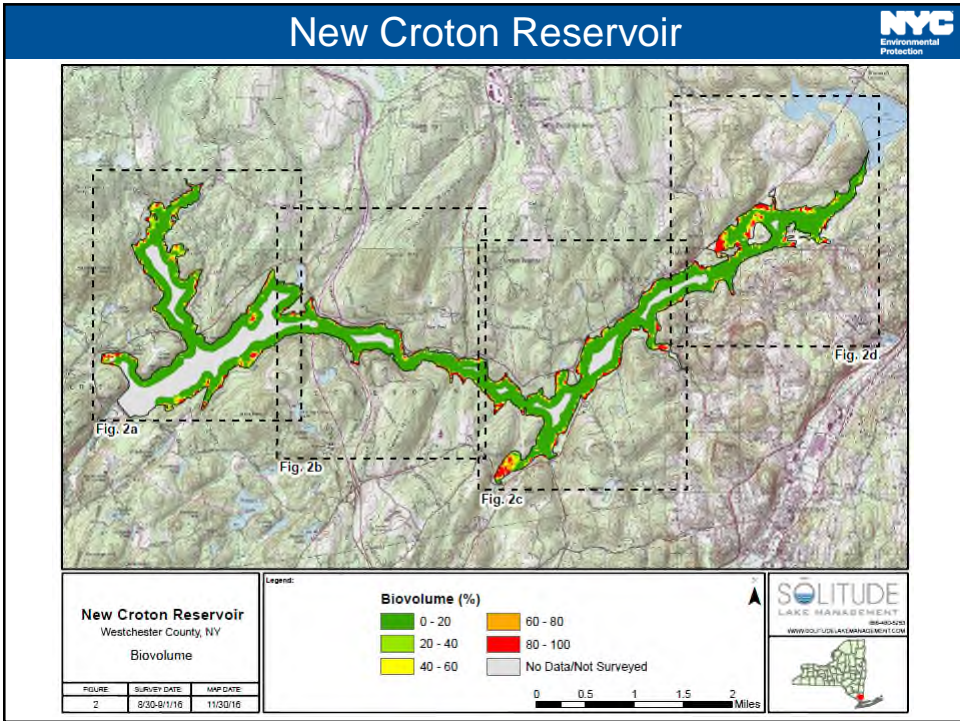 New Croton Reservoir
NYC
Environmental
Protection
Fig. 2a
Fig. 2b
Fig. 2c
Fig. 2d
New Croton Reservoir
Westchester County, NY
Biovolume
FIGURE: SURVEY DATE: MAP DATE:
2 8/30-9/1/16 11/30/16
Legend:
Biovolume (%)
0 - 20
20 - 40
40 - 60
60 - 80
80 - 100
No Data/Not Surveyed
0 0.5 1 1.5 2
Miles
SOLITUDE
LAKE MANAGEMENT
WWW.SOLITUDELAKEMANAGEMENT.COM